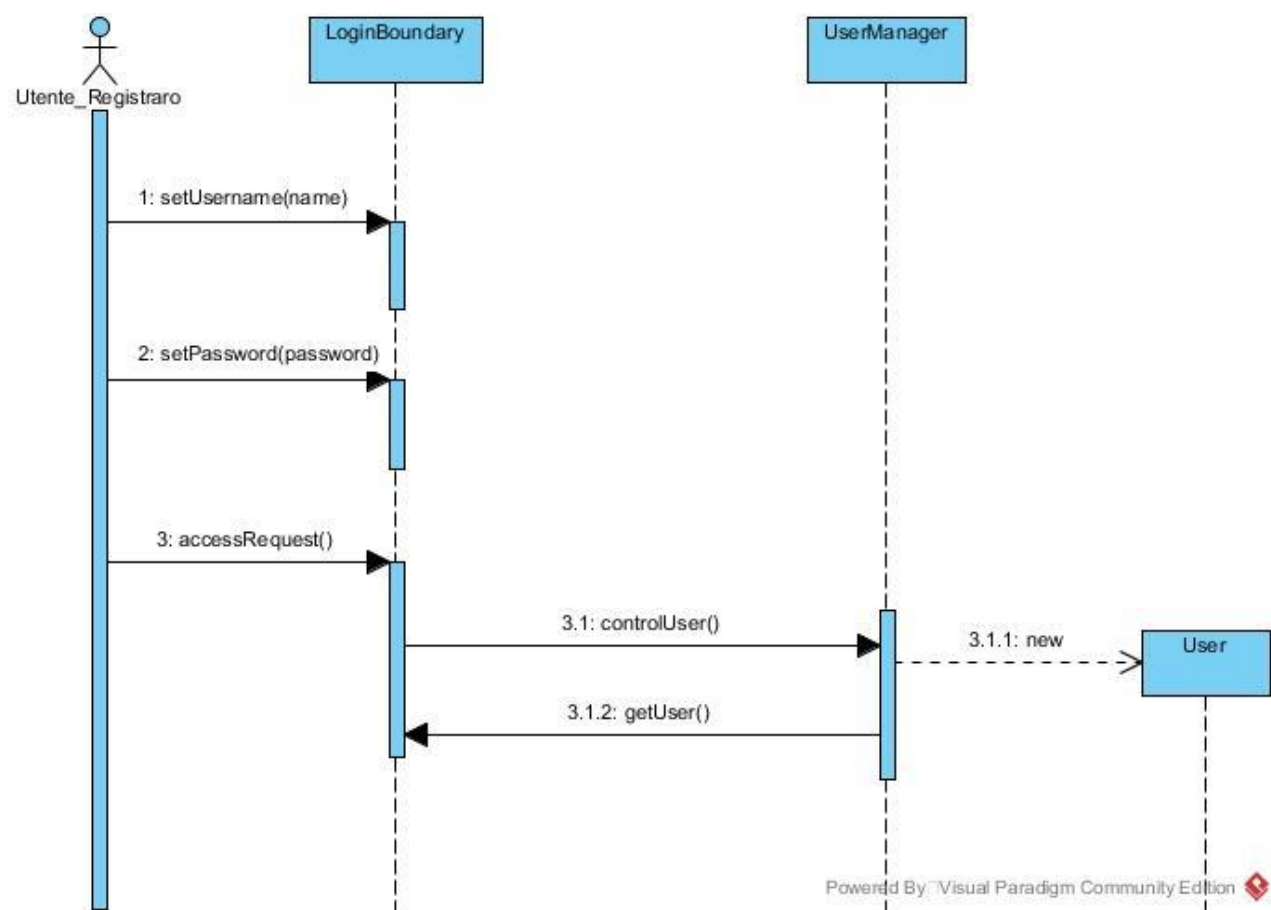 LoginBoundary
UserManager
Utente_Registraro
1: setUsername(name)
2: setPassword(password)
3: accessRequest()
3.1: controlUser()
3.1.1: new
User
3.1.2: getUser()
Powered By Visual Paradigm Community Edition